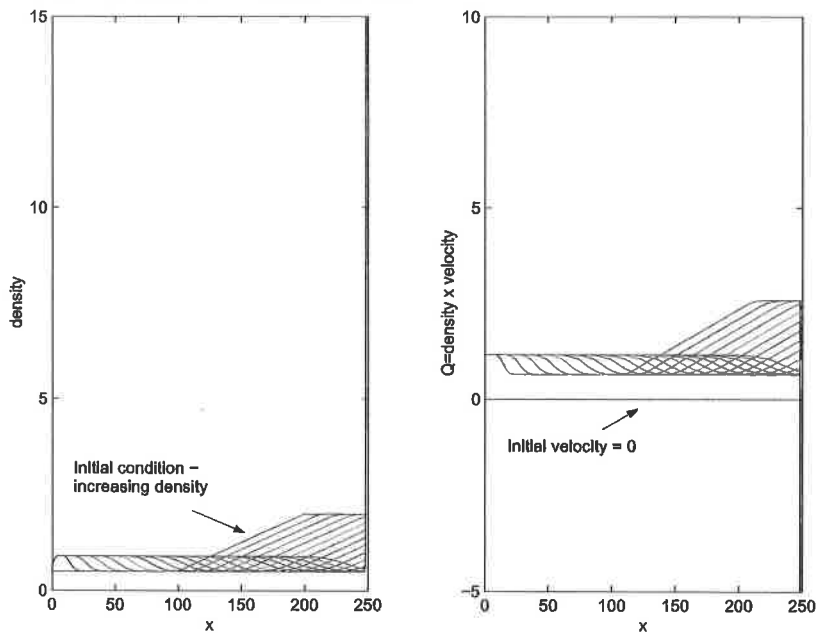 15
10
5
0
density
0
50
100
150
200
250
x
Initial condition –
increasing density
10
5
0
−5
Q=density x velocity
0
50
100
150
200
250
x
Initial velocity = 0